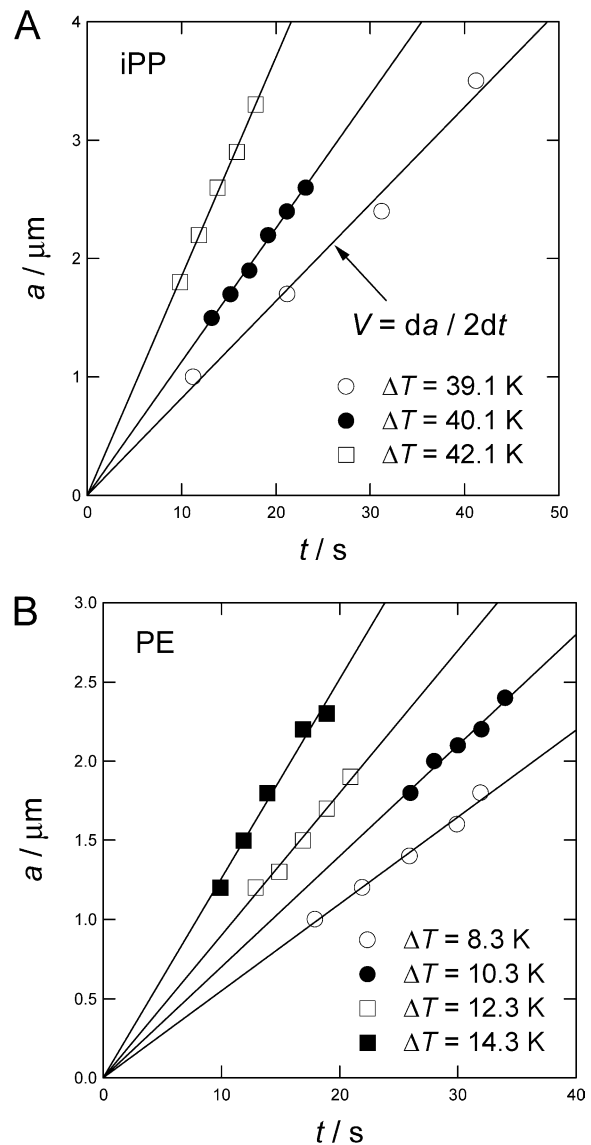 A
iPP
4
3
2
1
0
a / μm
V = da / 2dt
ΔT = 39.1 K
ΔT = 40.1 K
ΔT = 42.1 K
0 10 20 30 40 50
t / s
B
PE
3.0
2.5
2.0
1.5
1.0
0.5
0.0
a / μm
ΔT = 8.3 K
ΔT = 10.3 K
ΔT = 12.3 K
ΔT = 14.3 K
0 10 20 30 40
t / s